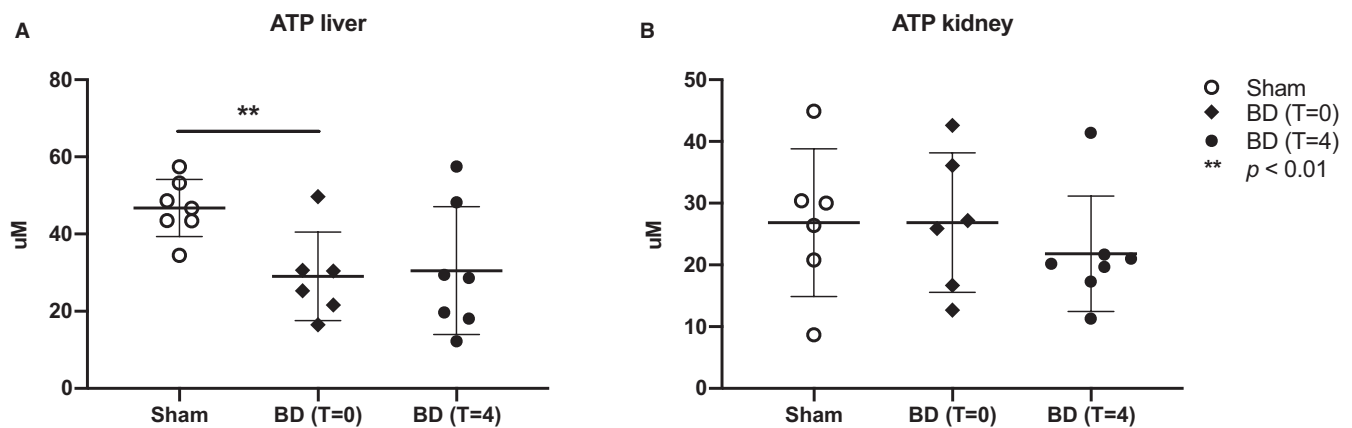 A
ATP liver
80
60
40
20
0
uM
**
Sham
BD (T=0)
BD (T=4)
B
ATP kidney
50
40
30
20
10
0
uM
Sham
BD (T=0)
BD (T=4)
Sham
BD (T=0)
BD (T=4)
** p < 0.01